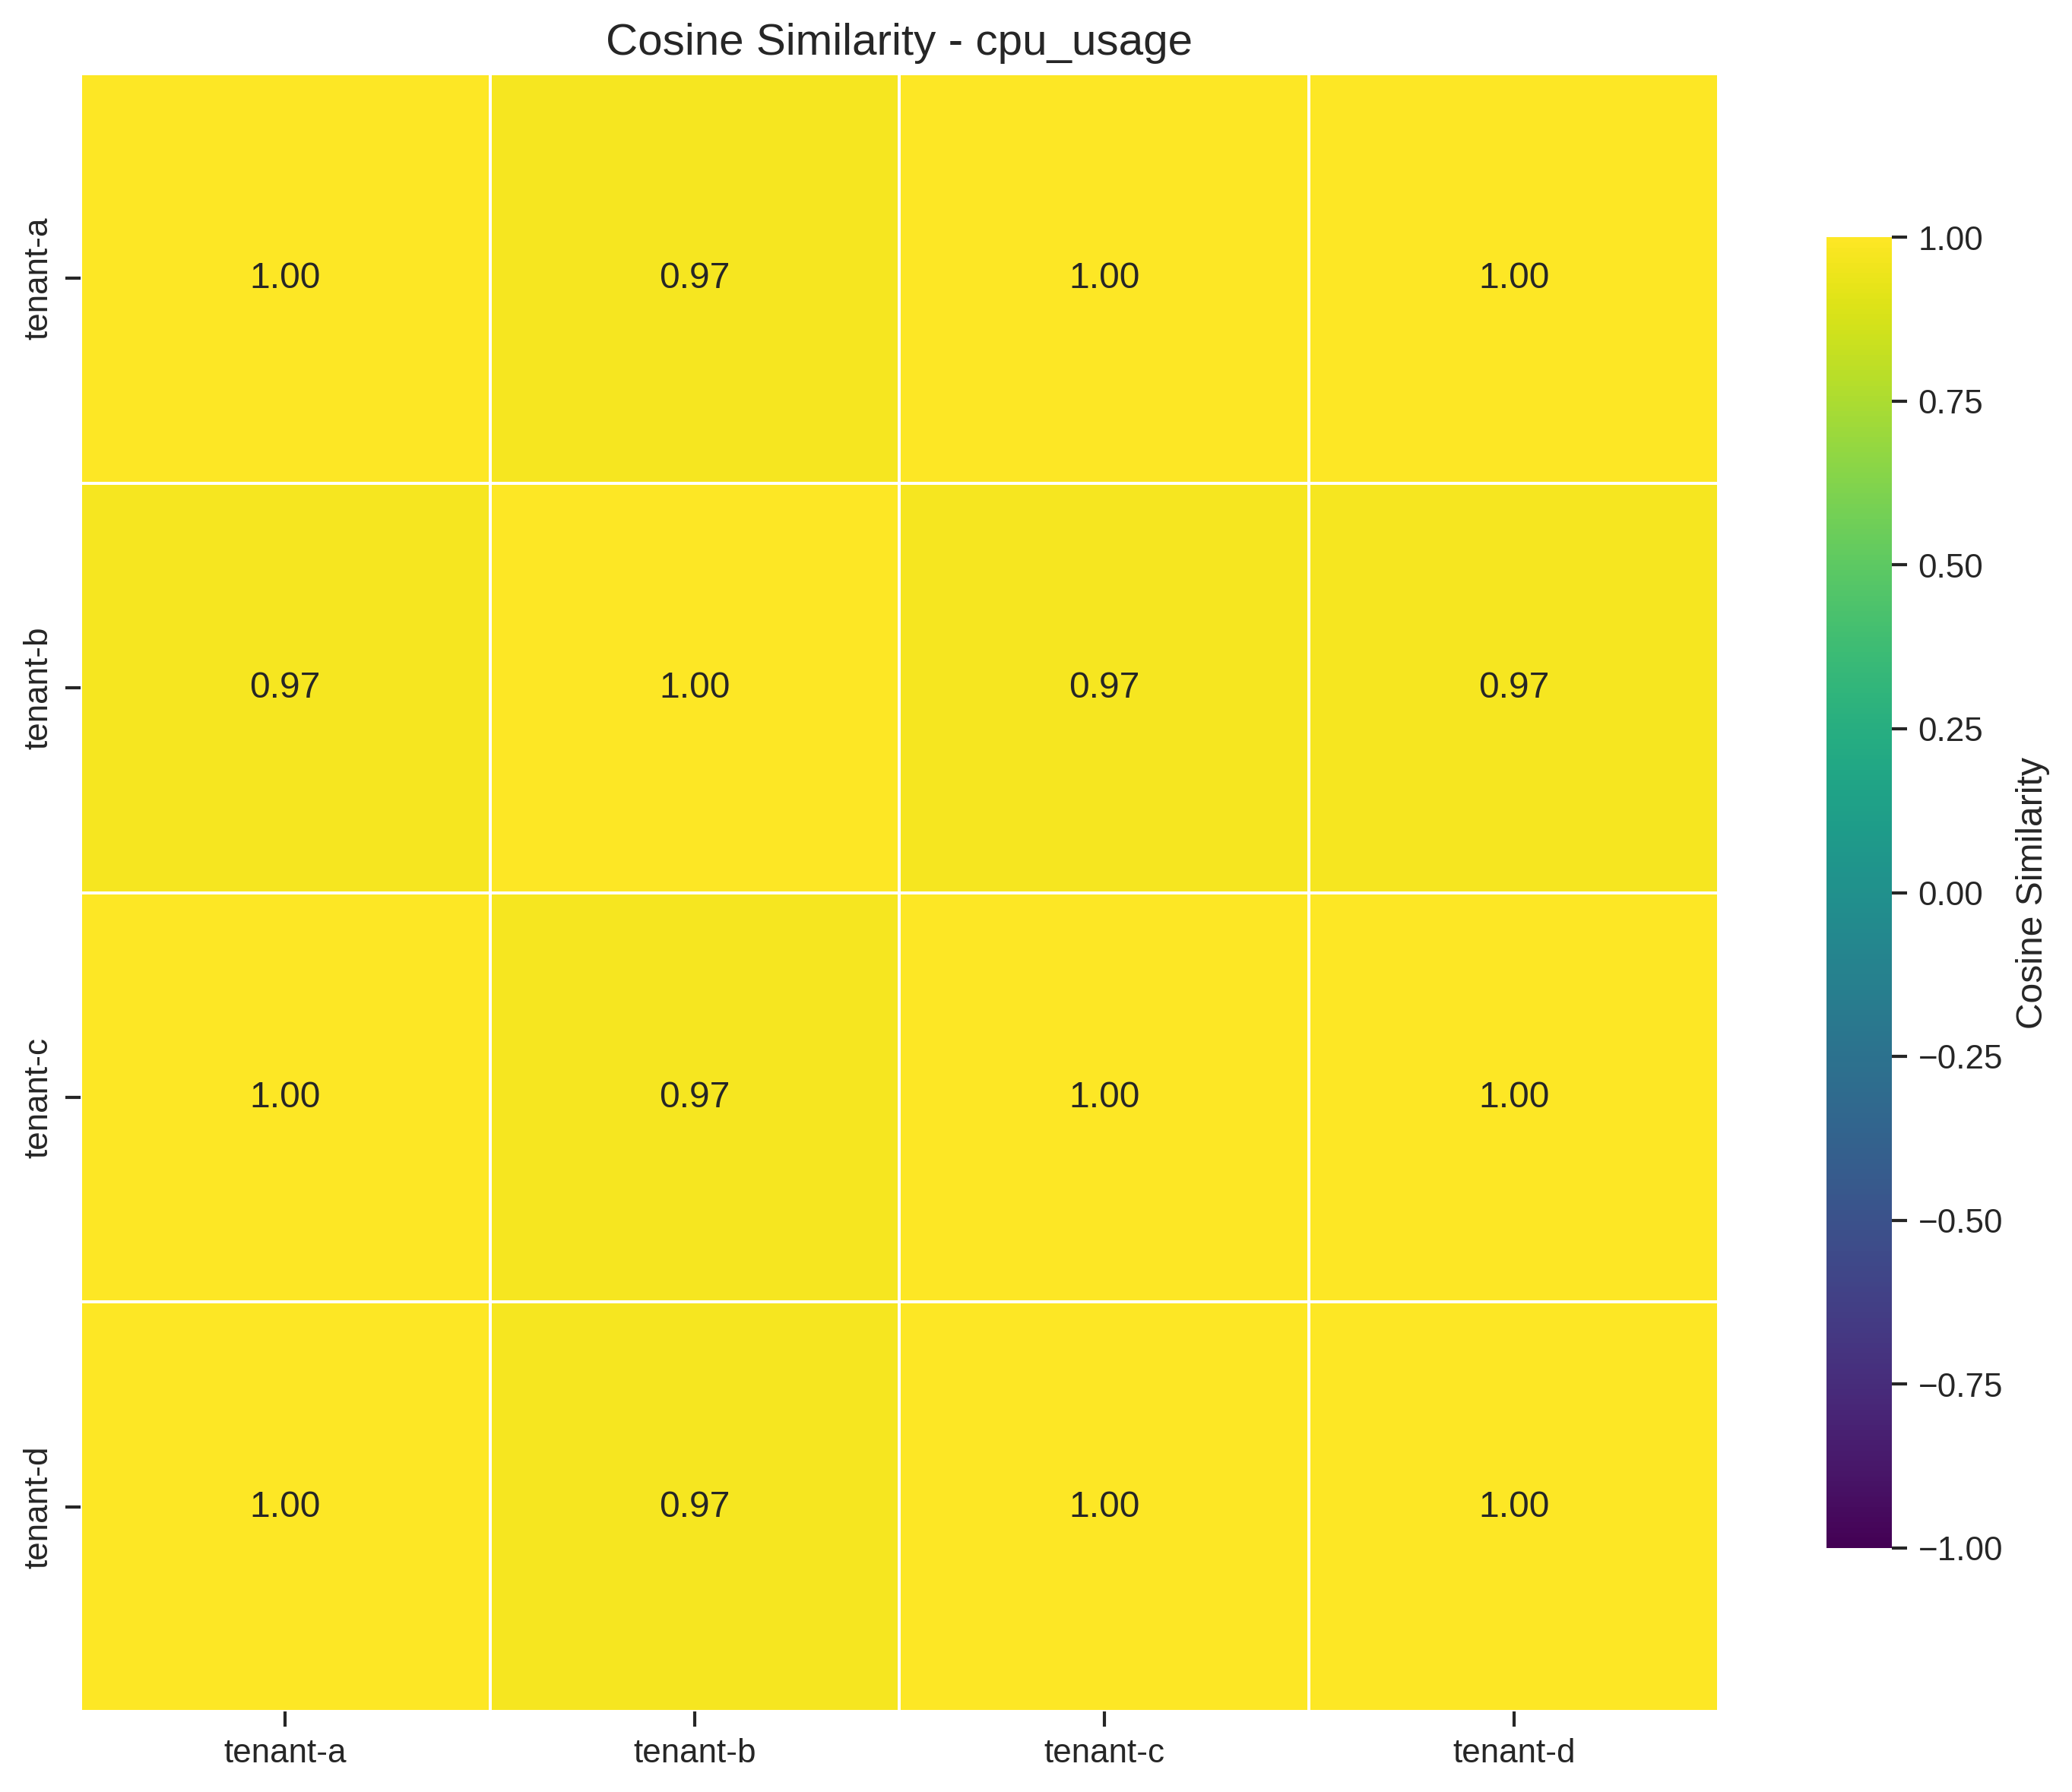 Cosine Similarity - cpu_usage
tenant-a
1.00 0.97 1.00 1.00
tenant-b
0.97 1.00 0.97 0.97
tenant-c
1.00 0.97 1.00 1.00
tenant-d
1.00 0.97 1.00 1.00
tenant-a tenant-b tenant-c tenant-d
1.00
0.75
0.50
0.25
0.00
−0.25
−0.50
−0.75
−1.00
Cosine Similarity